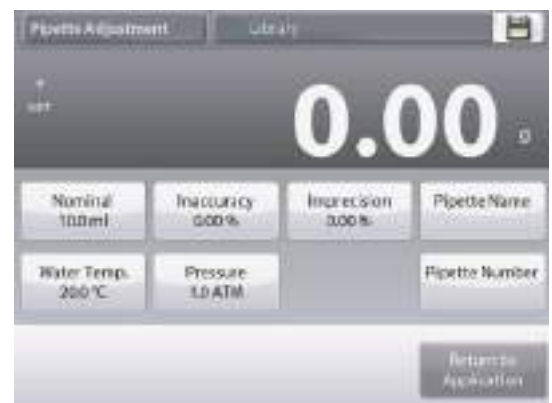 Pipette Adjustment
Library
NET
0.00 g
Nominal
Inaccuracy
Imprecision
Pipette Name
10.0 ml
0.00 %
0.00 %
Water Temp.
Pressure
Pipette Number
20.0 °C
1.0 ATM
Return to
Application